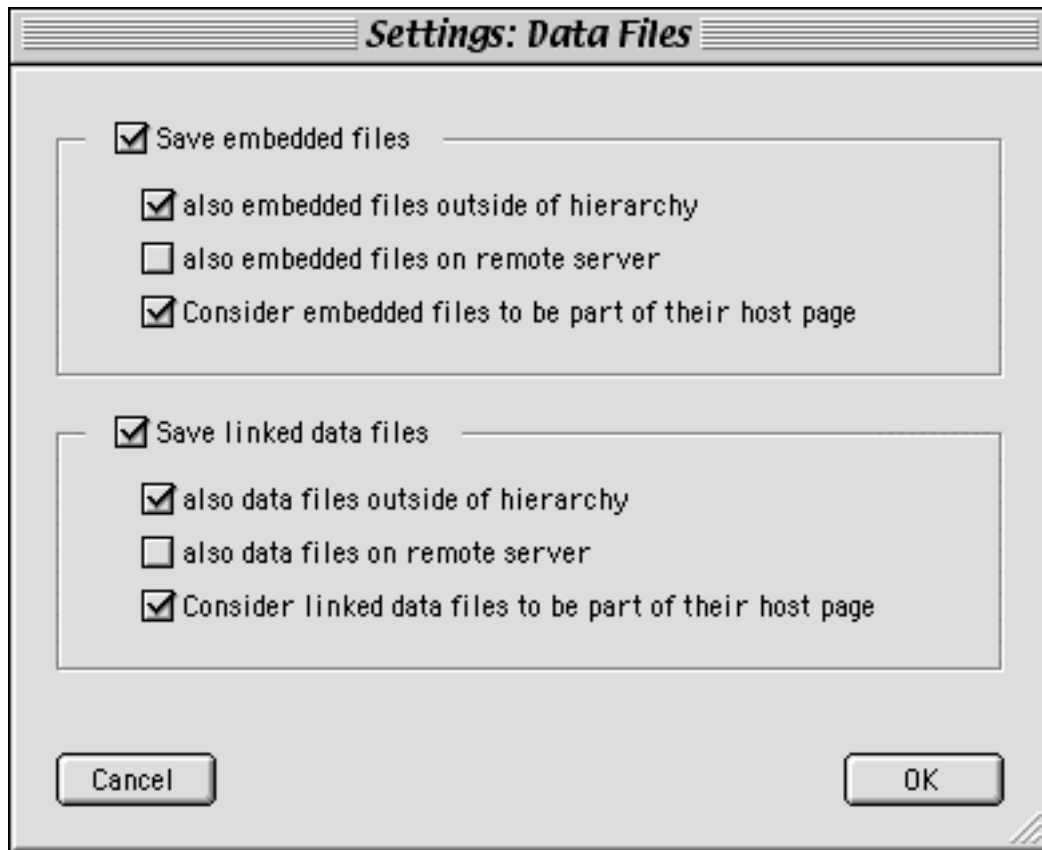 Settings: Data Files
Save embedded files
also embedded files outside of hierarchy
also embedded files on remote server
Consider embedded files to be part of their host page
Save linked data files
also data files outside of hierarchy
also data files on remote server
Consider linked data files to be part of their host page
Cancel OK